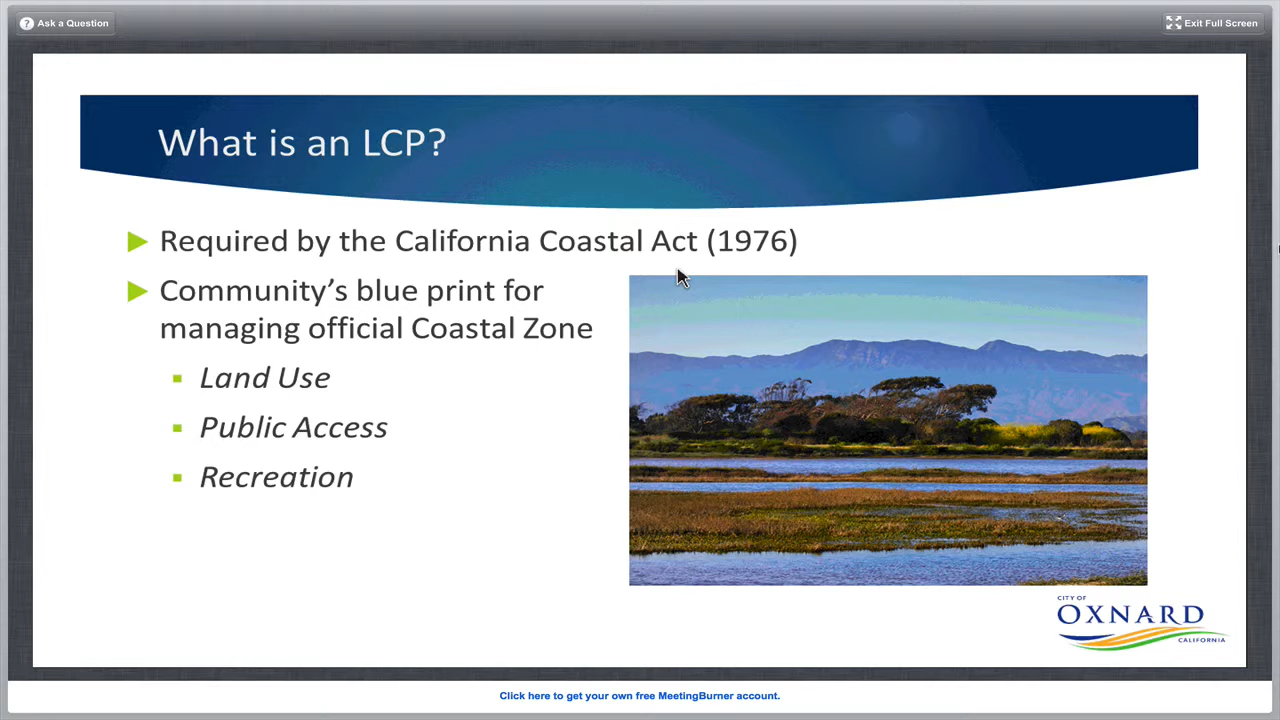 Ask a Question
Exit Full Screen
What is an LCP?
Required by the California Coastal Act (1976)
Community’s blue print for
managing official Coastal Zone
Land Use
Public Access
Recreation
CITY OF
OXNARD
CALIFORNIA
Click here to get your own free MeetingBurner account.